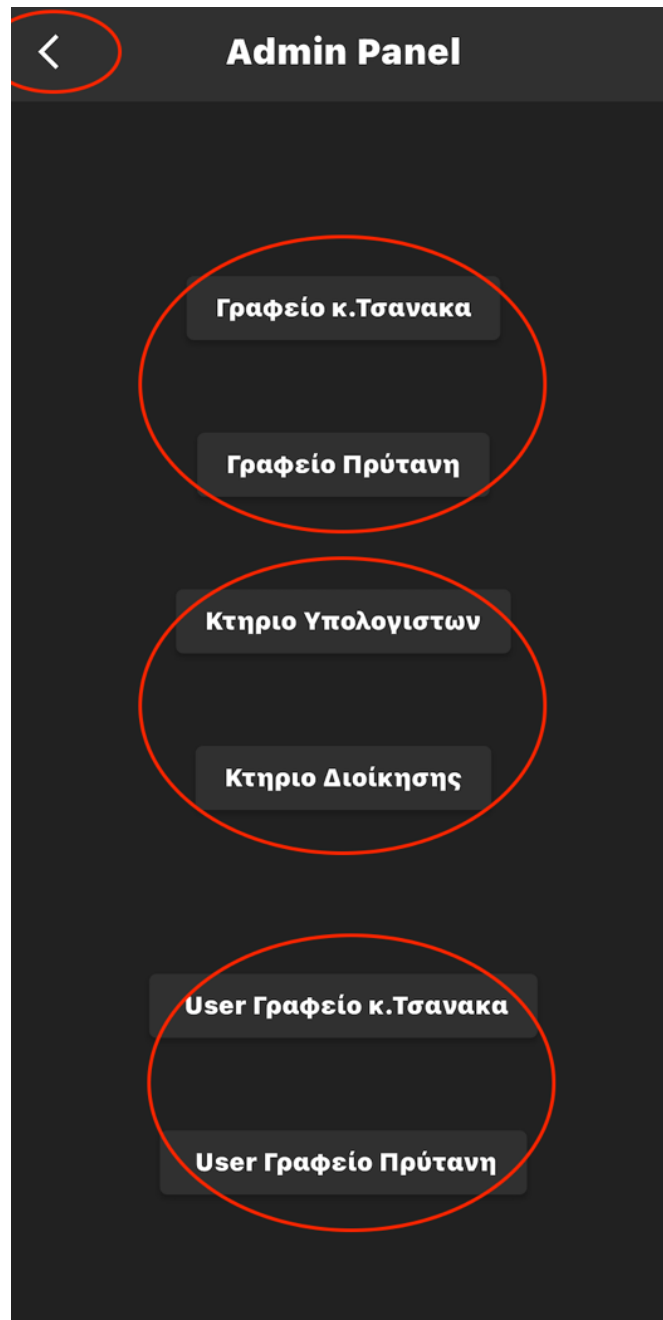 Admin Panel
Γραφείο κ.Τσανακα
Γραφείο Πρύτανη
Κτηριο Υπολογιστων
Κτηριο Διοίκησης
User Γραφείο κ.Τσανακα
User Γραφείο Πρύτανη